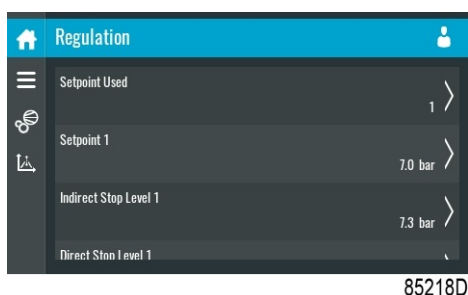 Regulation
Setpoint Used
1
Setpoint 1
7.0 bar
Indirect Stop Level 1
7.3 bar
Direct Stop Level 1
85218D